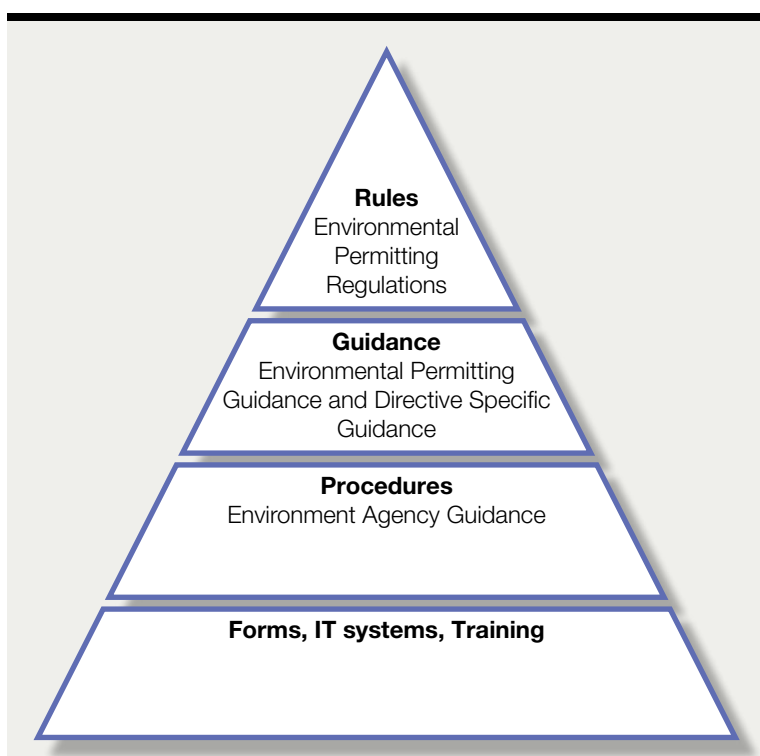 Rules
Environmental
Permitting
Regulations
Guidance
Environmental Permitting
Guidance and Directive Specific
Guidance
Procedures
Environment Agency Guidance
Forms, IT systems, Training